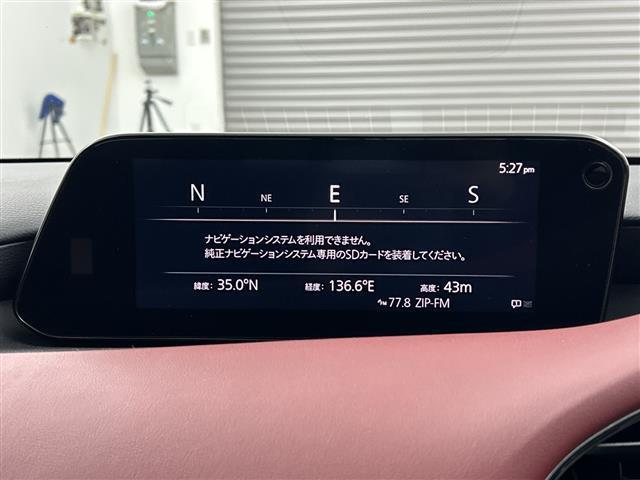 5:27pm
N NE E SE S
ナビゲーションシステムを利用できません。
純正ナビゲーションシステム専用のSDカードを装着してください。
緯度: 35.0°N 経度: 136.6°E 高度: 43m
FM 77.8 ZIP-FM